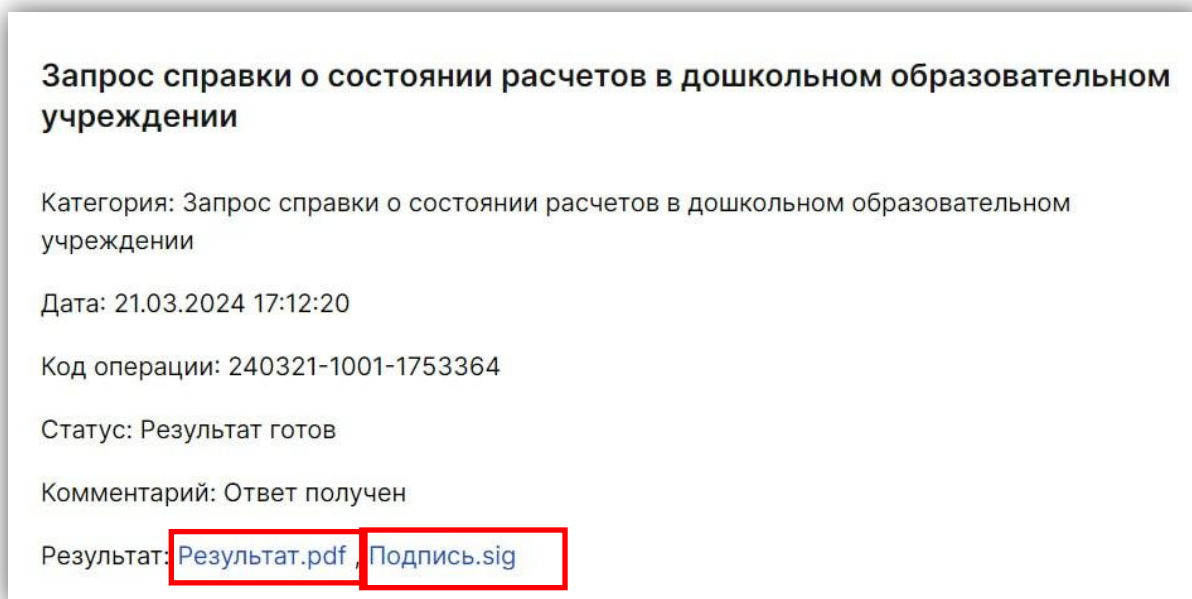 Запрос справки о состоянии расчетов в дошкольном образовательном
учреждении
Категория: Запрос справки о состоянии расчетов в дошкольном образовательном
учреждении
Дата: 21.03.2024 17:12:20
Код операции: 240321-1001-1753364
Статус: Результат готов
Комментарий: Ответ получен
Результат: Результат.pdf , Подпись.sig